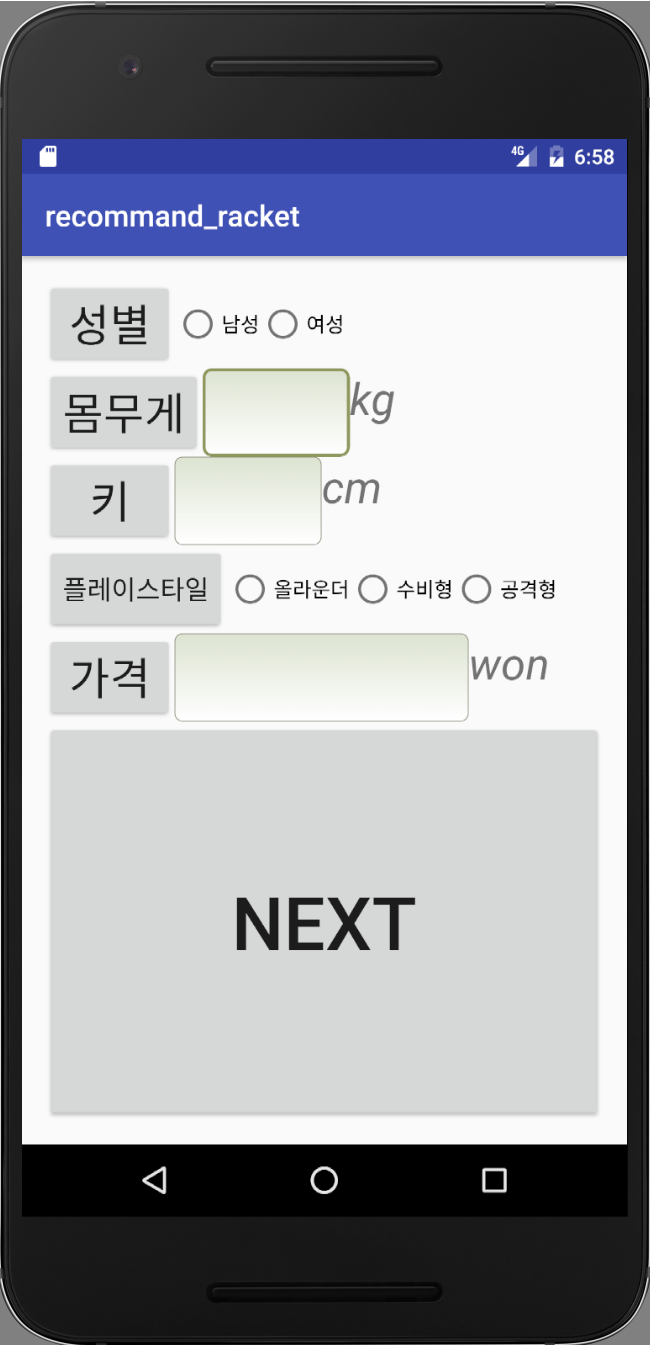 4G 6:58
recommand_racket
성별 남성 여성
몸무게 kg
키 cm
플레이스타일 올라운더 수비형 공격형
가격 won
NEXT